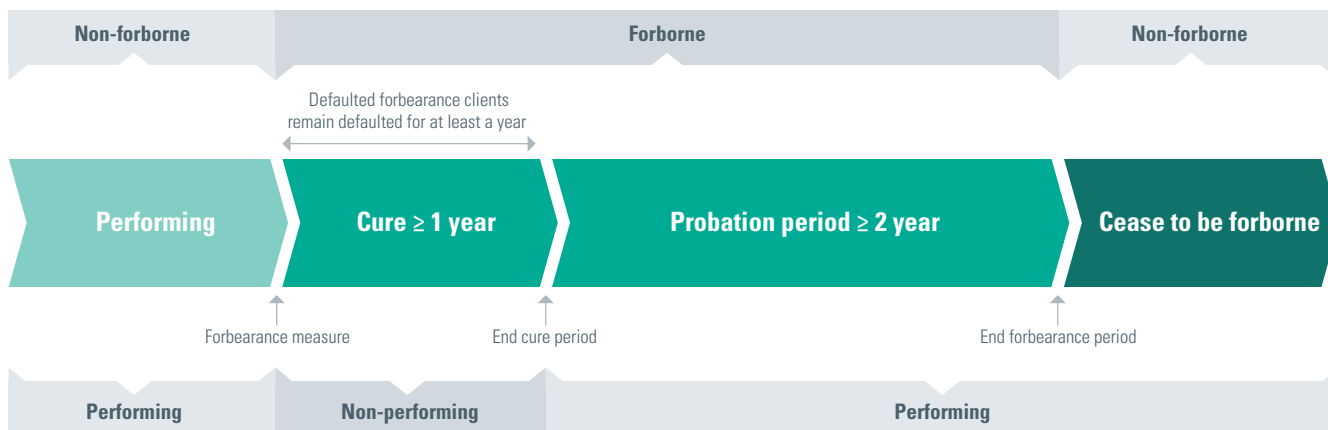 Non-forborne
Forborne
Non-forborne
Defaulted forbearance clients
remain defaulted for at least a year
Performing
Cure ≥ 1 year
Probation period ≥ 2 year
Cease to be forborne
Forbearance measure
End cure period
End forbearance period
Performing
Non-performing
Performing